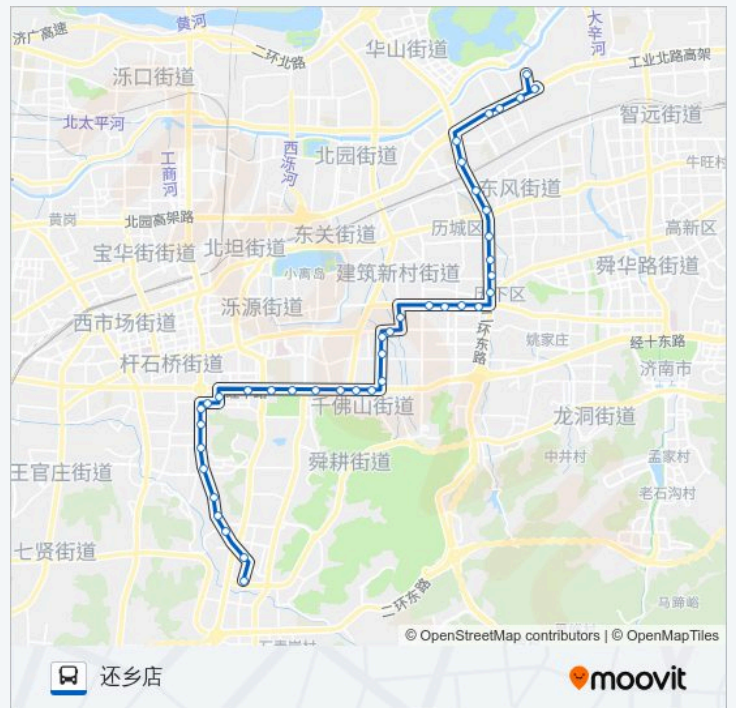 济广高速
黄河
二环北路
华山街道
大辛河
工业北路高架
泺口街道
智远街道
北太平河
工商河
西泺河
北园街道
牛旺村
东风街道
黄岗
北园高架路
历城区
高新区
东关街道
宝华街街道
北坦街道
小离岛
建筑新村街道
舜华路街道
泺源街道
历下区
西市场街道
二环东路
姚家庄
经十东路
杆石桥街道
济南市
千佛山街道
龙洞街道
舜耕街道
中井村
孟家村
王官庄街道
老石沟村
七贤街道
二环东路
马蹄峪
© OpenStreetMap contributors | © OpenMapTiles
还乡店
moovit